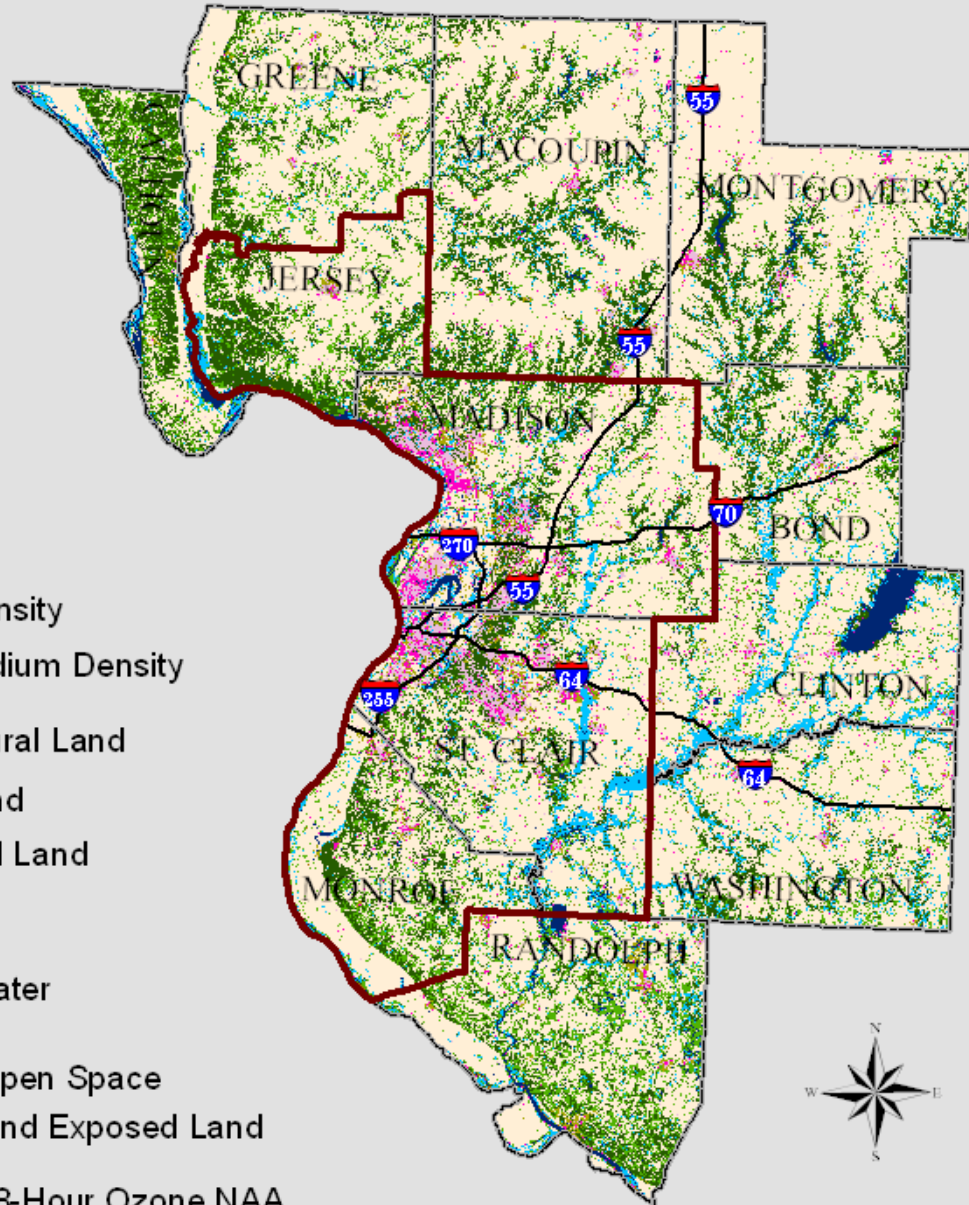 GREENE
55
CALHOUN
MACOUPIN
MONTGOMERY
JERSEY
55
MADISON
70
BOND
270
55
nsity
dium Density
CLINTON
64
255
ural Land
ST. CLAIR
64
nd
d Land
MONROE
WASHINGTON
RANDOLPH
ater
N
W
E
S
pen Space
nd Exposed Land
8-Hour Ozone NAA